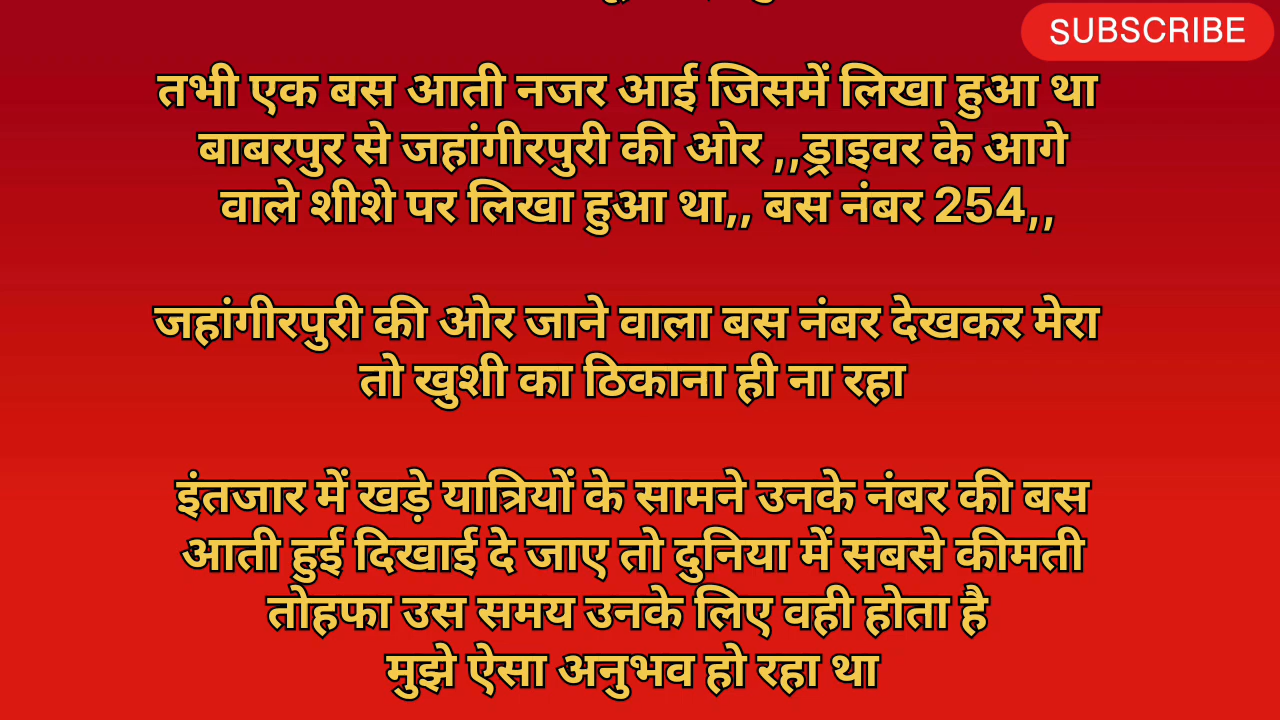 SUBSCRIBE
तभी एक बस आती नजर आई जिसमें लिखा हुआ था
बाबरपुर से जहांगीरपुरी की ओर ,,ड्राइवर के आगे
वाले शीशे पर लिखा हुआ था,, बस नंबर 254,,
जहांगीरपुरी की ओर जाने वाला बस नंबर देखकर मेरा
तो खुशी का ठिकाना ही ना रहा
इंतजार में खड़े यात्रियों के सामने उनके नंबर की बस
आती हुई दिखाई दे जाए तो दुनिया में सबसे कीमती
तोहफा उस समय उनके लिए वही होता है
मुझे ऐसा अनुभव हो रहा था